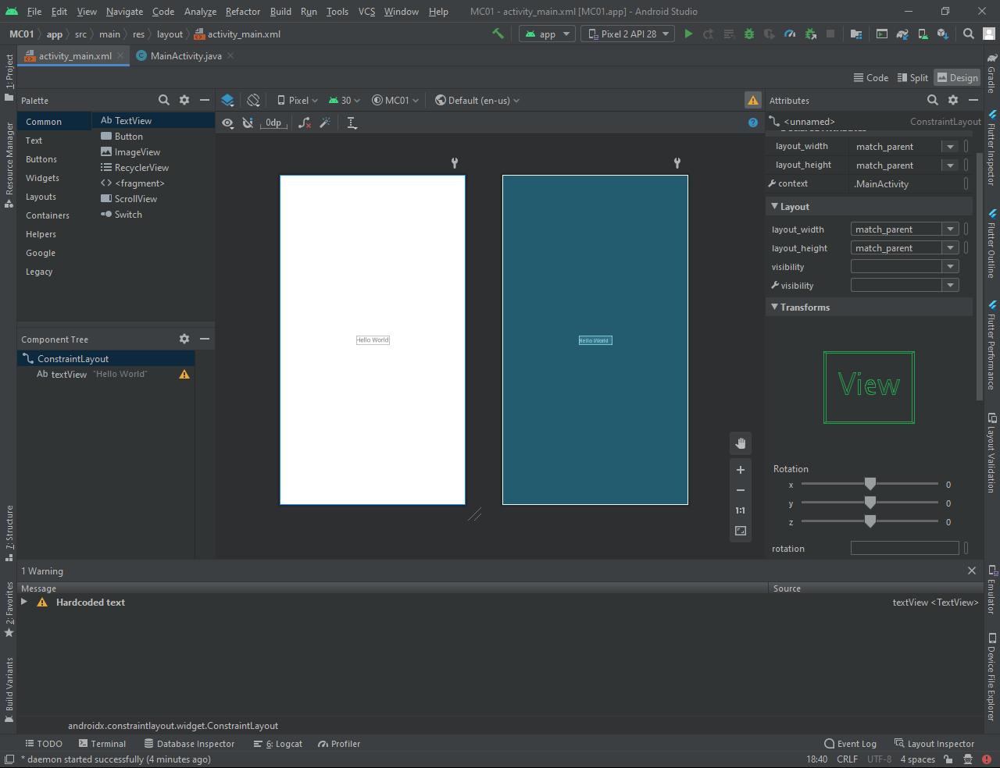 File Edit View Navigate Code Analyze Refactor Build Run Tools VCS Window Help MC01 - activity_main.xml [MC01.app] - Android Studio
MC01 app src main res layout activity_main.xml app Pixel 2 API 28
activity_main.xml MainActivity.java
Code Split Design
Palette
Common
Text
Buttons
Widgets
Layouts
Containers
Helpers
Google
Legacy
Ab TextView
Button
ImageView
RecyclerView
<fragment>
ScrollView
Switch
Component Tree
ConstraintLayout
Ab textView "Hello World"
Pixel 30 MC01 Default (en-us)
0dp
Hello World
Hello World
1:1
Attributes
<unnamed> ConstraintLayout
layout_width match_parent
layout_height match_parent
context .MainActivity
Layout
layout_width match_parent
layout_height match_parent
visibility
visibility
Transforms
View
Rotation
x 0
y 0
z 0
rotation
1: Project
Resource Manager
7: Structure
2: Favorites
Build Variants
Gradle
Flutter Inspector
Flutter Outline
Flutter Performance
Layout Validation
Emulator
Device File Explorer
1 Warning
Message Source
Hardcoded text textView <TextView>
androidx.constraintlayout.widget.ConstraintLayout
TODO Terminal Database Inspector 6: Logcat Profiler Event Log Layout Inspector
* daemon started successfully (4 minutes ago) 18:40 CRLF UTF-8 4 spaces